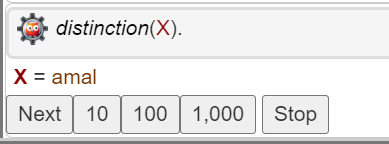 distinction(X).
X = amal
Next 10 100 1,000 Stop